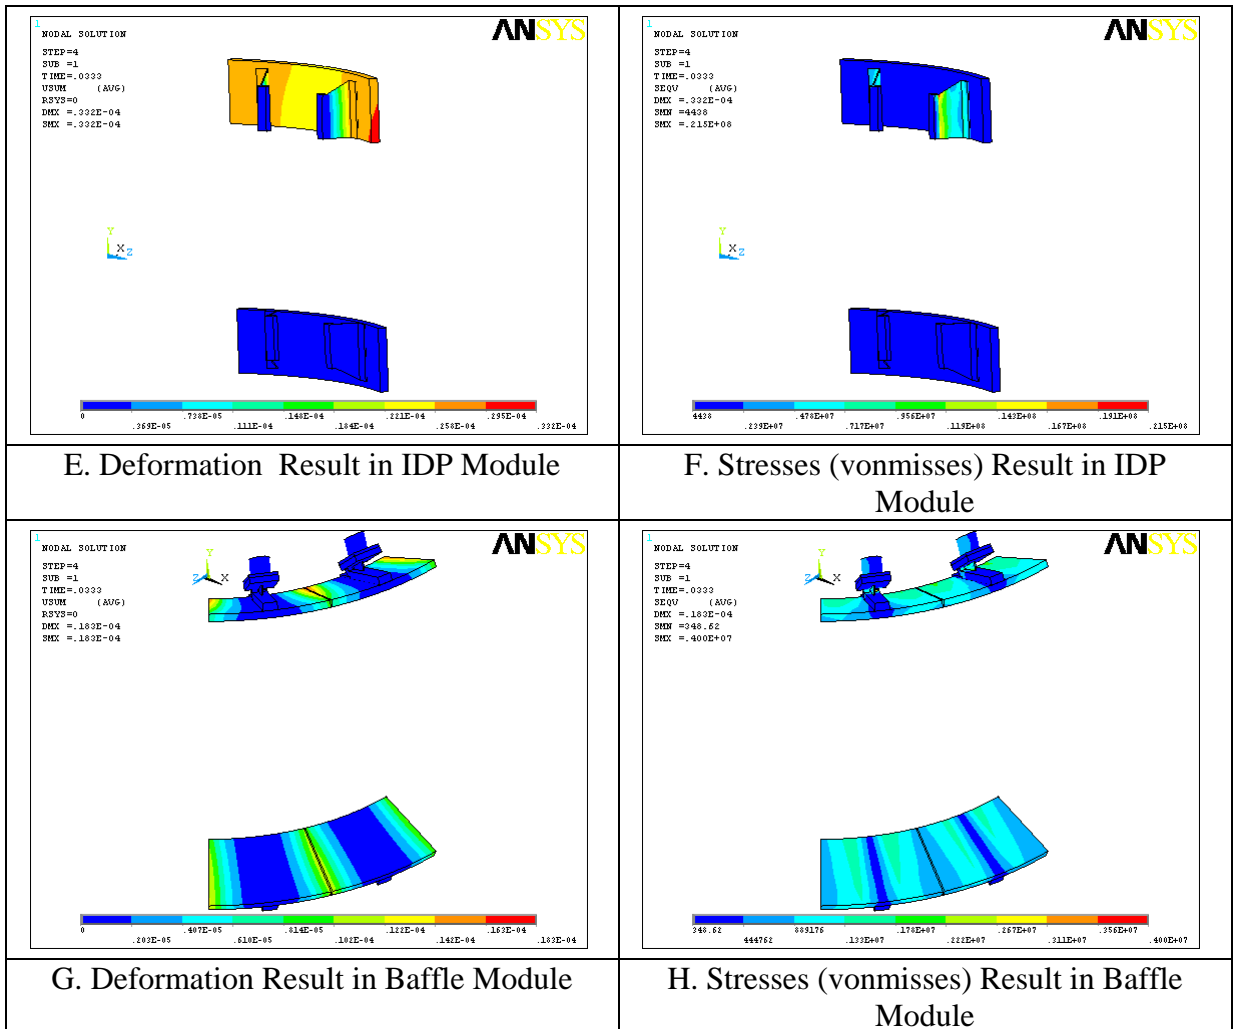 1
ANSYS
NODAL SOLUTION
STEP=4
SUB =1
TIME=.0333
USUM (AVG)
RSYS=0
DMX =.332E-04
SMX =.332E-04
Y
X
Z
0 .738E-05 .148E-04 .221E-04 .295E-04
.369E-05 .111E-04 .184E-04 .258E-04 .332E-04
1
ANSYS
NODAL SOLUTION
STEP=4
SUB =1
TIME=.0333
SEQV (AVG)
DMX =.332E-04
SMN =4438
SMX =.215E+08
Y
X
Z
4438 .478E+07 .956E+07 .143E+08 .191E+08
.239E+07 .717E+07 .119E+08 .167E+08 .215E+08
E. Deformation Result in IDP Module
F. Stresses (vonmisses) Result in IDP
Module
1
ANSYS
NODAL SOLUTION
STEP=4
SUB =1
TIME=.0333
USUM (AVG)
RSYS=0
DMX =.183E-04
SMX =.183E-04
Y
Z X
0 .407E-05 .814E-05 .122E-04 .163E-04
.203E-05 .610E-05 .102E-04 .142E-04 .183E-04
1
ANSYS
NODAL SOLUTION
STEP=4
SUB =1
TIME=.0333
SEQV (AVG)
DMX =.183E-04
SMN =348.62
SMX =.400E+07
Y
Z X
348.62 889176 .178E+07 .267E+07 .356E+07
444762 .133E+07 .222E+07 .311E+07 .400E+07
G. Deformation Result in Baffle Module
H. Stresses (vonmisses) Result in Baffle
Module